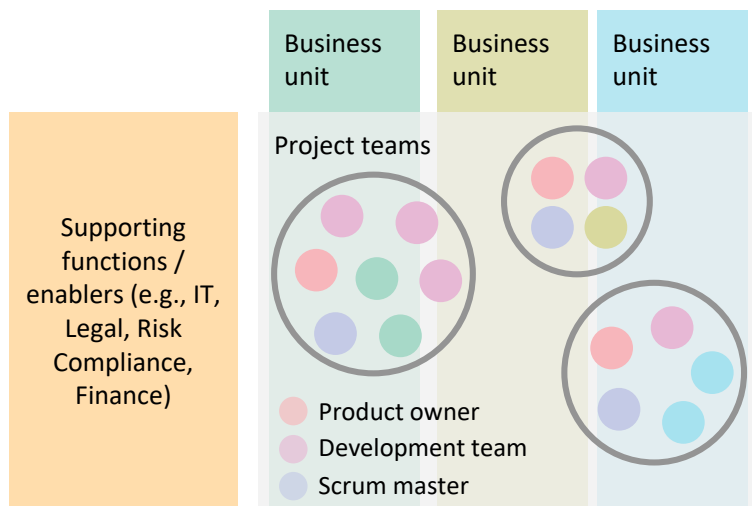 Business
unit
Business
unit
Business
unit
Supporting
functions /
enablers (e.g., IT,
Legal, Risk
Compliance,
Finance)
Project teams
Product owner
Development team
Scrum master